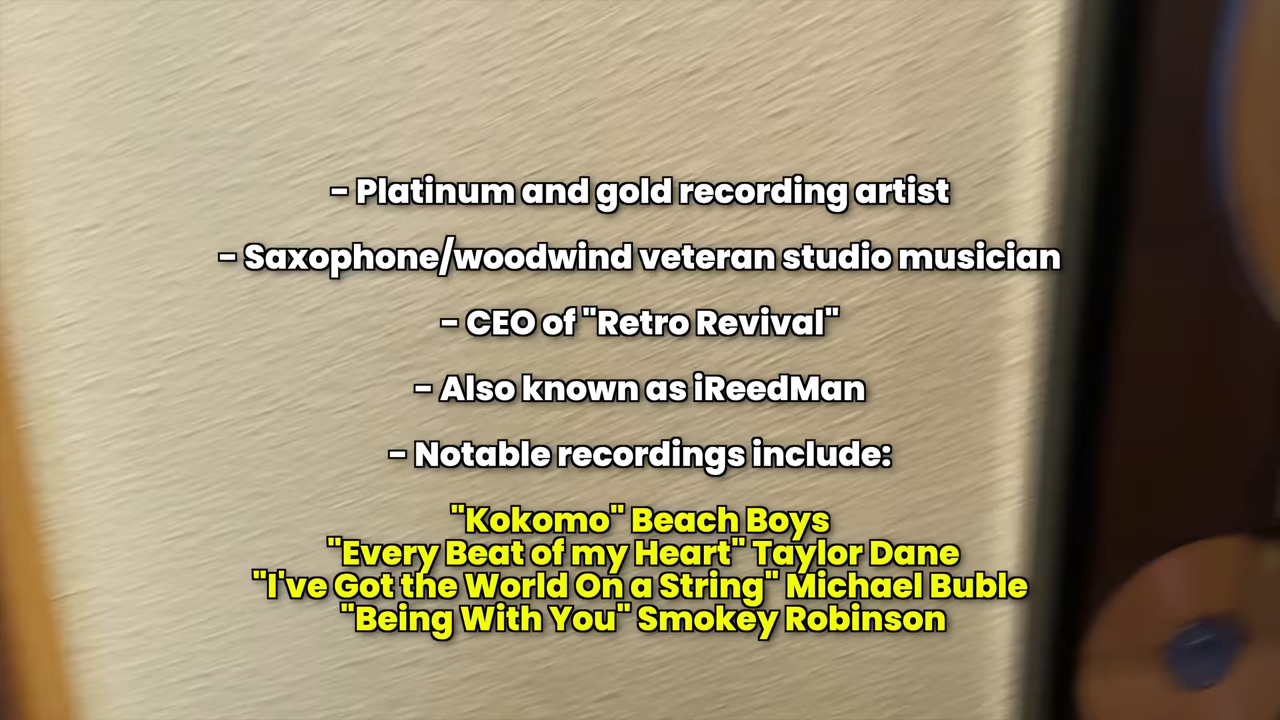 - Platinum and gold recording artist
- Saxophone/woodwind veteran studio musician
- CEO of "Retro Revival"
- Also known as iReedMan
- Notable recordings include:
"Kokomo" Beach Boys
"Every Beat of my Heart" Taylor Dane
"I've Got the World On a String" Michael Buble
"Being With You" Smokey Robinson